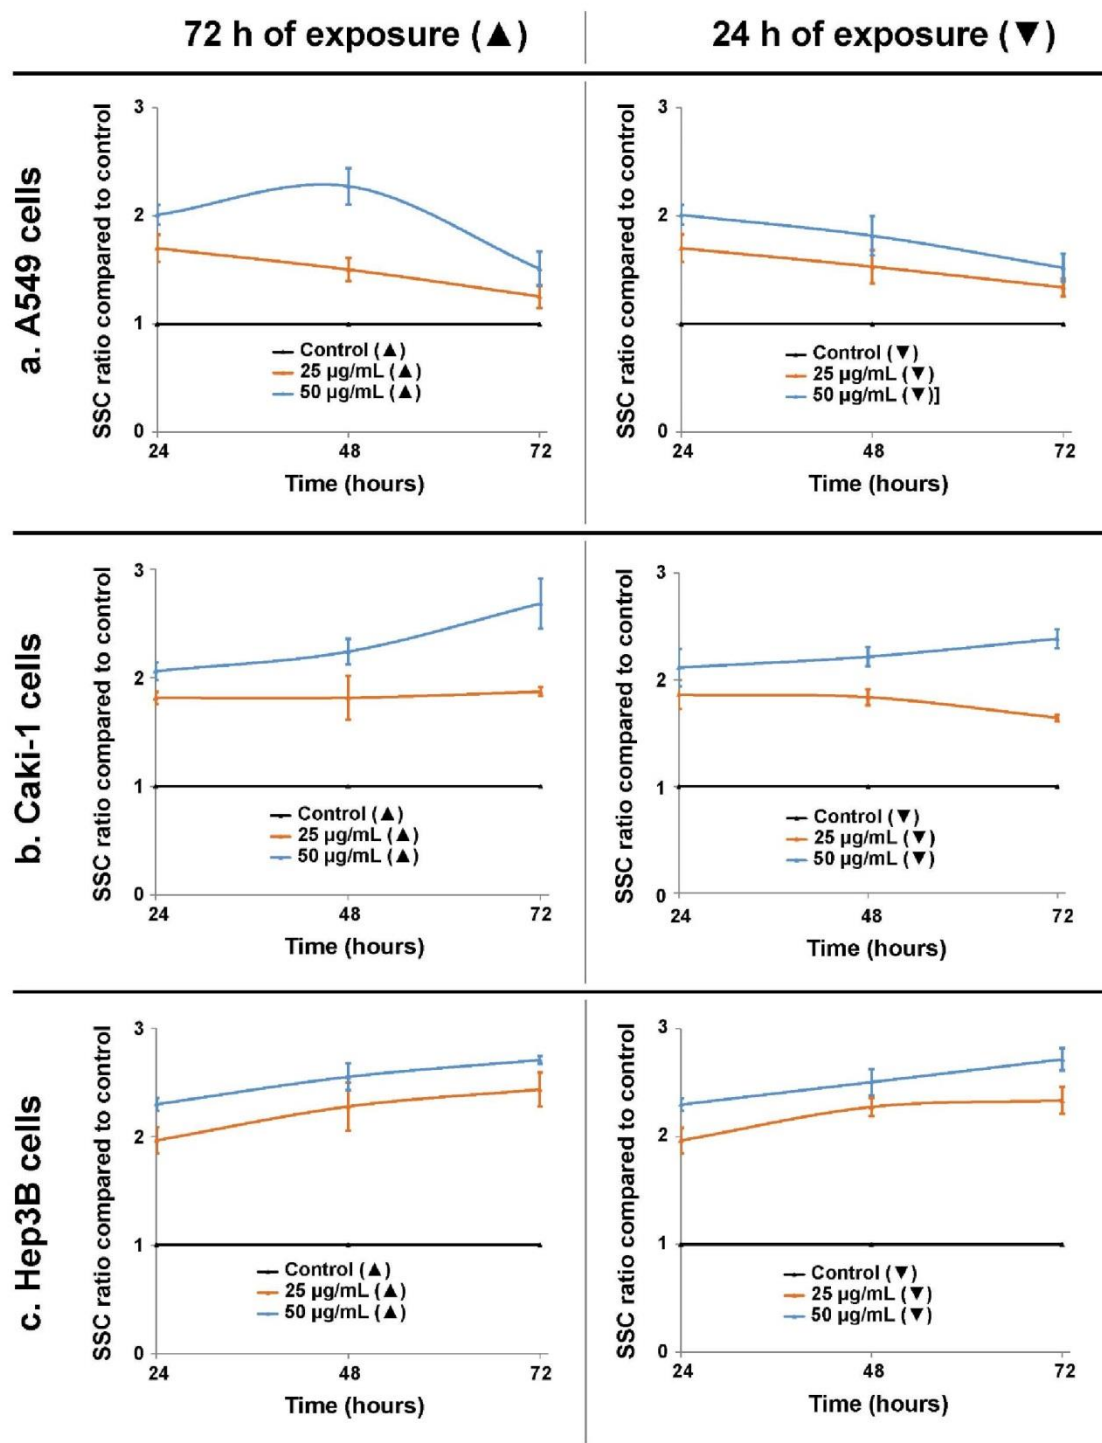 72 h of exposure (▲)
24 h of exposure (▼)
a. A549 cells
SSC ratio compared to control
3
2
1
0
Control (▲)
25 µg/mL (▲)
50 µg/mL (▲)
24
48
72
Time (hours)
SSC ratio compared to control
3
2
1
0
Control (▼)
25 µg/mL (▼)
50 µg/mL (▼)]
24
48
72
Time (hours)
b. Caki-1 cells
SSC ratio compared to control
3
2
1
0
Control (▲)
25 µg/mL (▲)
50 µg/mL (▲)
24
48
72
Time (hours)
SSC ratio compared to control
3
2
1
0
Control (▼)
25 µg/mL (▼)
50 µg/mL (▼)
24
48
72
Time (hours)
c. Hep3B cells
SSC ratio compared to control
3
2
1
0
Control (▲)
25 µg/mL (▲)
50 µg/mL (▲)
24
48
72
Time (hours)
SSC ratio compared to control
3
2
1
0
Control (▼)
25 µg/mL (▼)
50 µg/mL (▼)
24
48
72
Time (hours)